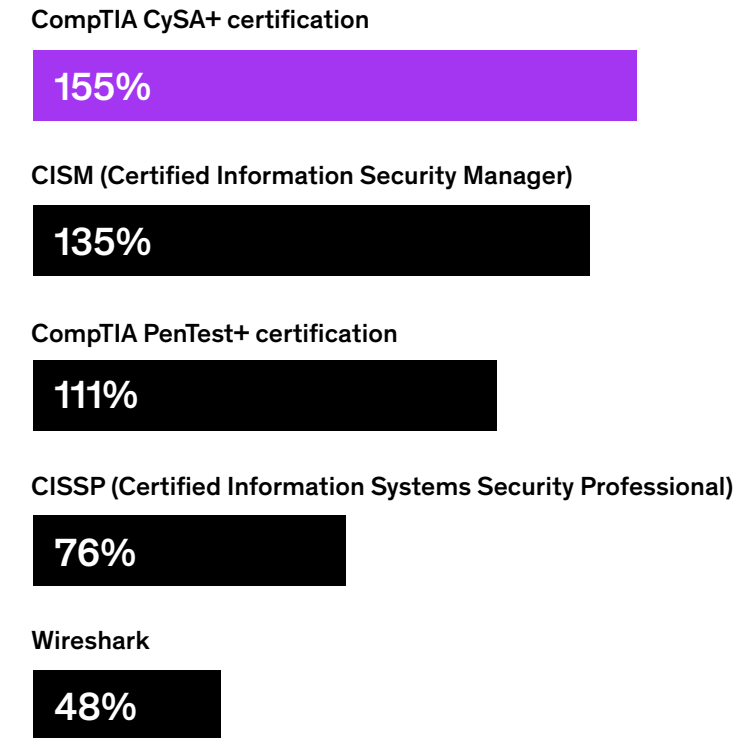 CompTIA CySA+ certification
155%
CISM (Certified Information Security Manager)
135%
CompTIA PenTest+ certification
111%
CISSP (Certified Information Systems Security Professional)
76%
Wireshark
48%